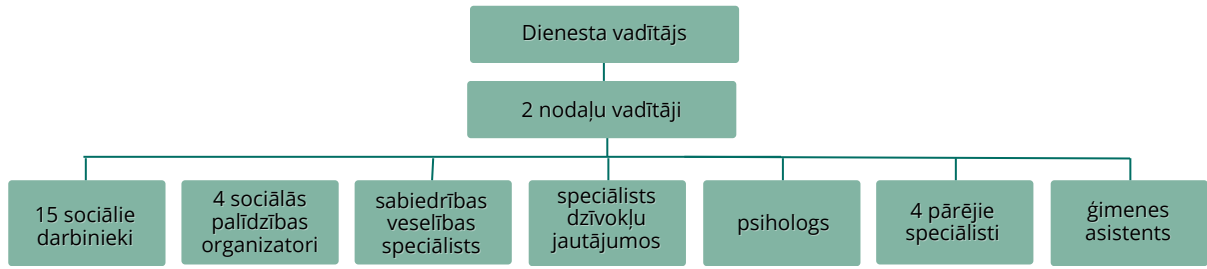 Dienesta vadītājs
2 nodaļu vadītāji
15 sociālie
darbinieki
4 sociālās
palīdzības
organizatori
sabiedrības
veselības
speciālists
speciālists
dzīvokļu
jautājumos
psihologs
4 pārējie
speciālisti
ģimenes
asistents